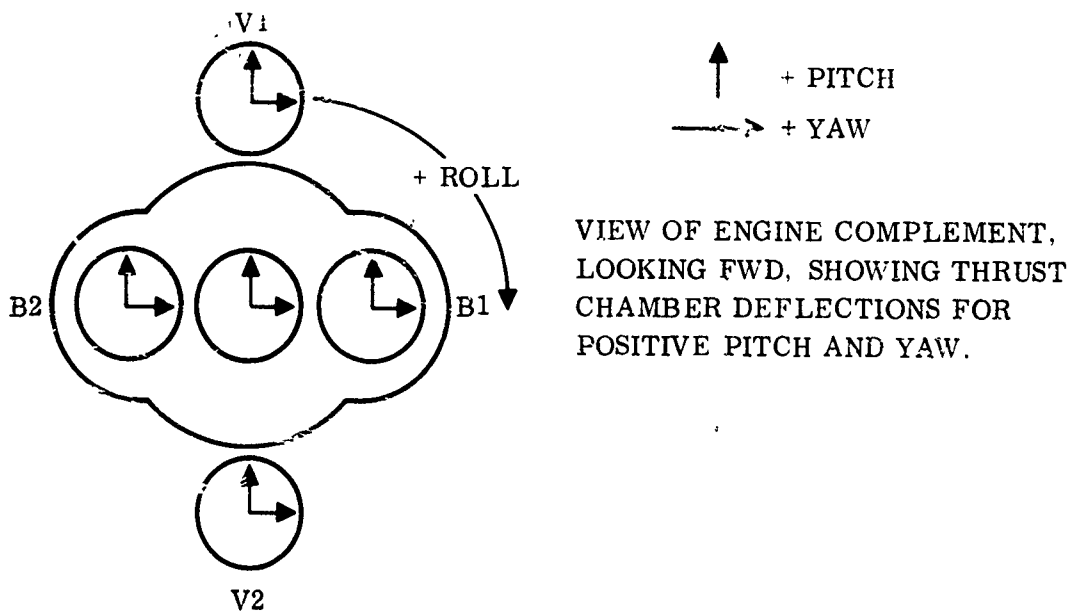 V1
+ PITCH
+ YAW
+ ROLL
VIEW OF ENGINE COMPLEMENT,
LOOKING FWD, SHOWING THRUST
CHAMBER DEFLECTIONS FOR
POSITIVE PITCH AND YAW.
B2
B1
V2